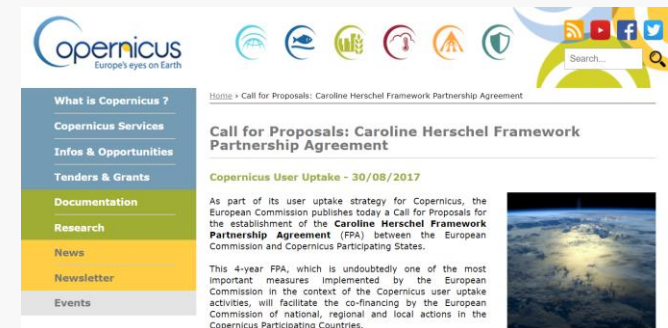 opernicus
Europe's eyes on Earth
Search...
What is Copernicus ?
Copernicus Services
Infos & Opportunities
Tenders & Grants
Documentation
Research
News
Newsletter
Events
Home » Call for Proposals: Caroline Herschel Framework Partnership Agreement
Call for Proposals: Caroline Herschel Framework
Partnership Agreement
Copernicus User Uptake - 30/08/2017
As part of its user uptake strategy for Copernicus, the
European Commission publishes today a Call for Proposals for
the establishment of the Caroline Herschel Framework
Partnership Agreement (FPA) between the European
Commission and Copernicus Participating States.
This 4-year FPA, which is undoubtedly one of the most
important measures implemented by the European
Commission in the context of the Copernicus user uptake
activities, will facilitate the co-financing by the European
Commission of national, regional and local actions in the
Copernicus Participating Countries.